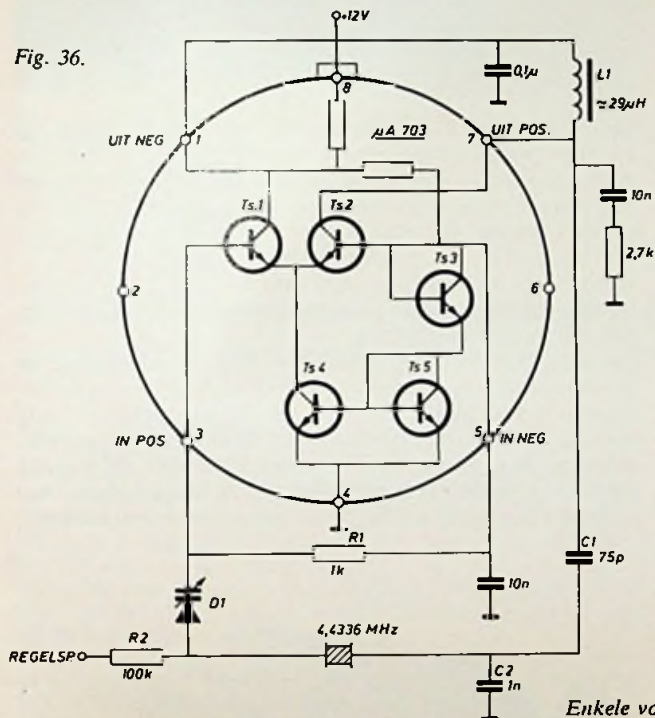 Fig. 36.
+12V
8
0,1µ
L1
≈29µH
UIT NEG
1
µA 703
7
UIT POS.
10n
2,7k
Ts.1
Ts2
Ts3
2
6
Ts4
Ts5
3
IN POS
5
IN NEG
4
R1
1k
C1
75p
10n
D1
4,4336 MHz
REGELSP.
R2
100k
C2
1n
Enkele vo